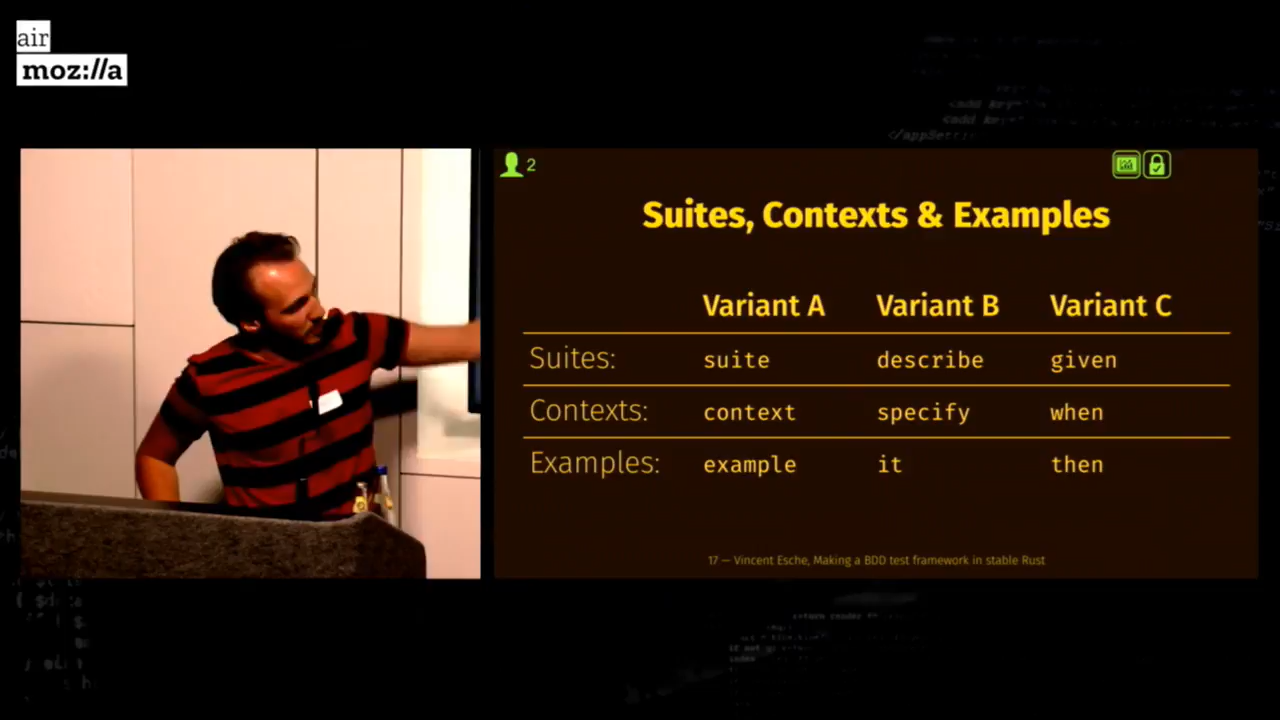 air
moz://a
2
Suites, Contexts & Examples
Variant A Variant B Variant C
Suites: suite describe given
Contexts: context specify when
Examples: example it then
17 — Vincent Esche, Making a BDD test framework in stable Rust